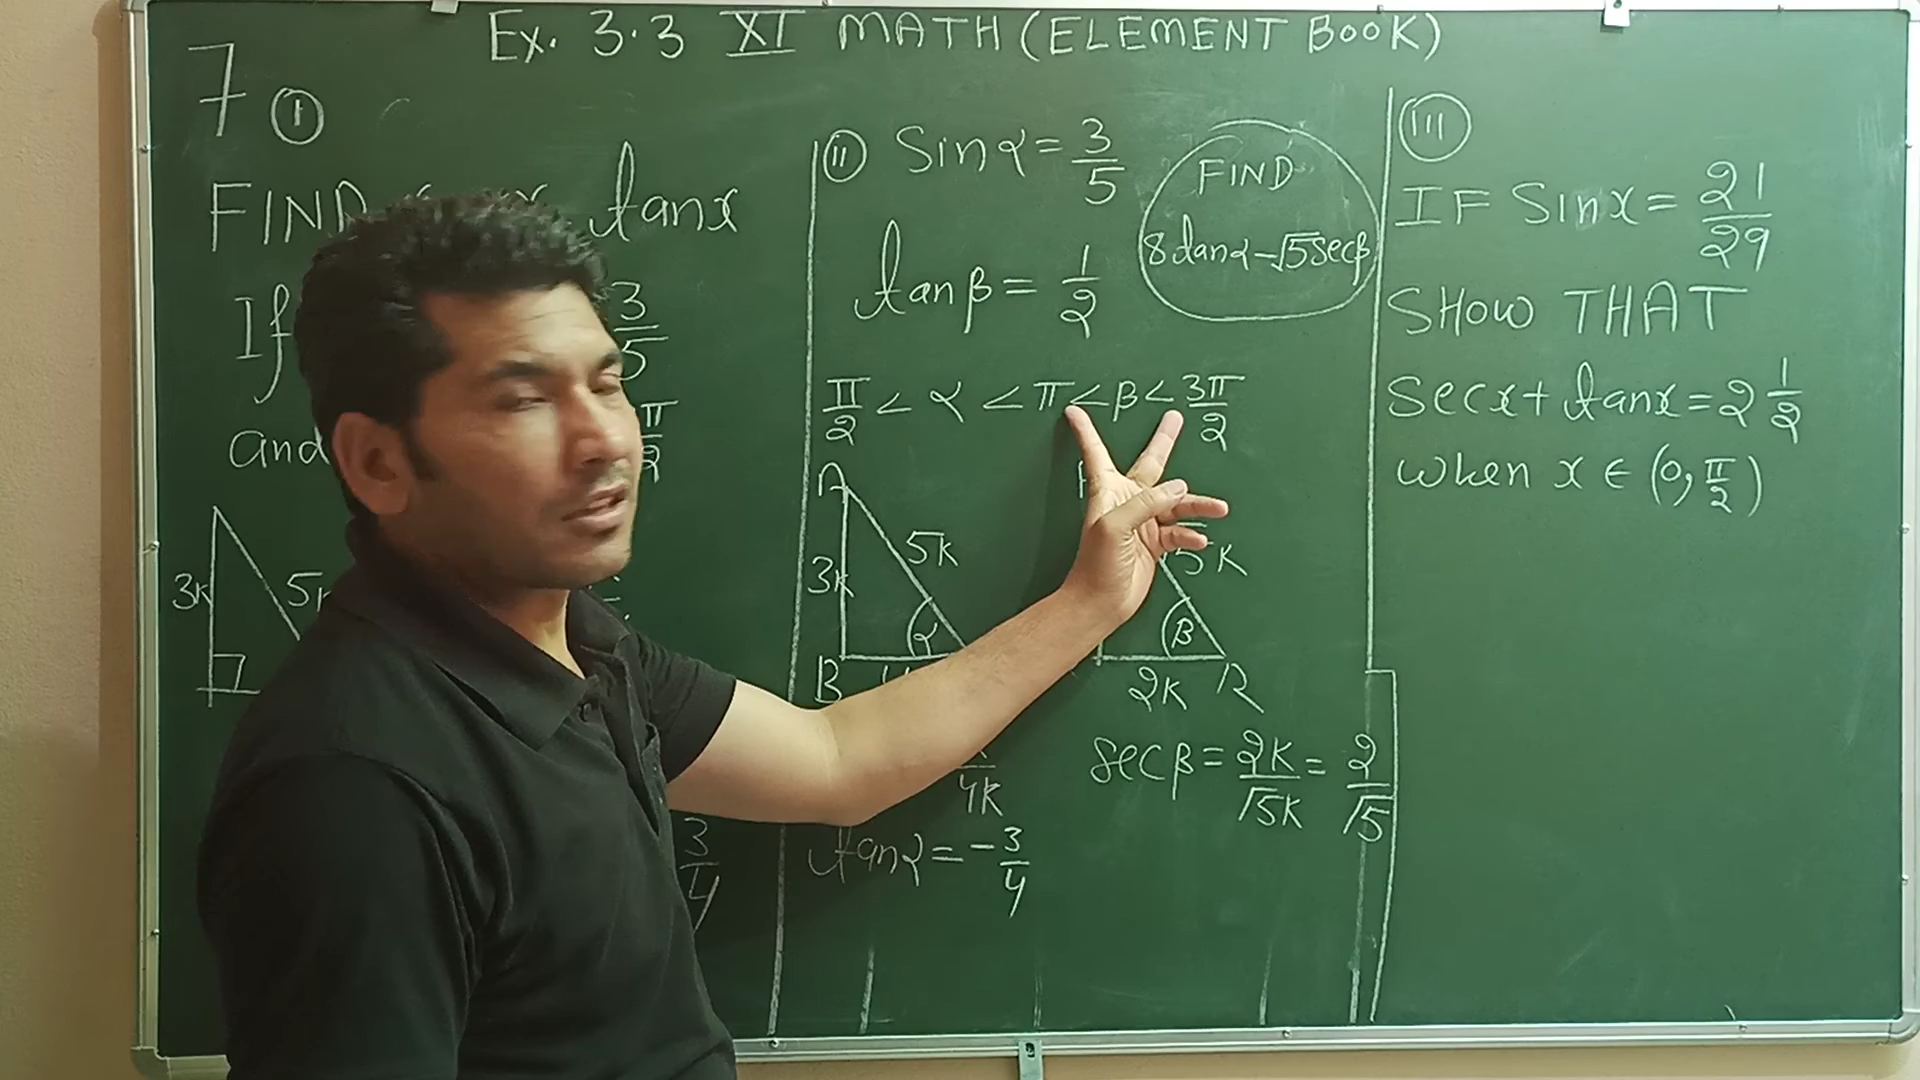 Ex. 3.3 XI MATH (ELEMENT BOOK)
7 (I)
FIND tanx
If 3/5
and π/2
3k 5k
3/4
(II) Sinα = 3/5
tanβ = 1/2
FIND
8tanα-√5secβ
π/2 < α < π < β < 3π/2
A
3k 5k
α
B
4k
tanα = -3/4
5k
β
2k R
secβ = 2k/√5k = 2/√5
(III)
IF Sinx = 21/29
SHOW THAT
secx + tanx = 2 1/2
when x ∈ (0, π/2)